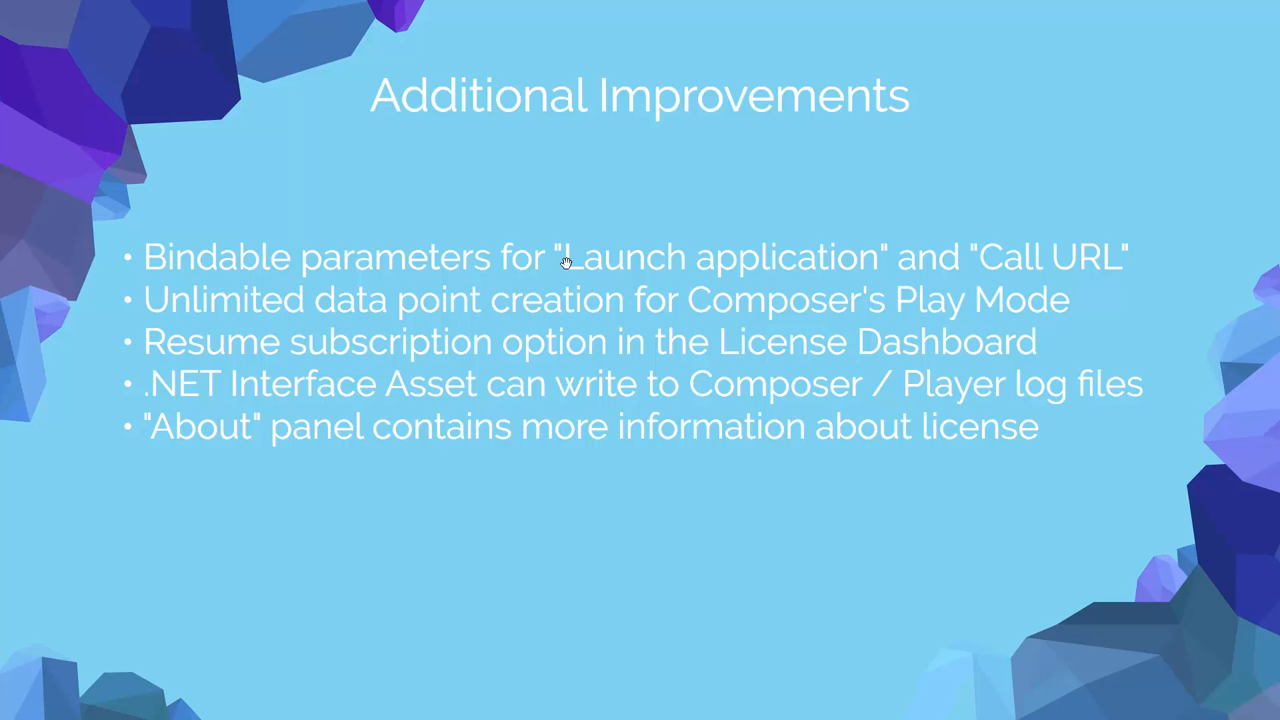 Additional Improvements
• Bindable parameters for "Launch application" and "Call URL"
• Unlimited data point creation for Composer's Play Mode
• Resume subscription option in the License Dashboard
• .NET Interface Asset can write to Composer / Player log files
• "About" panel contains more information about license